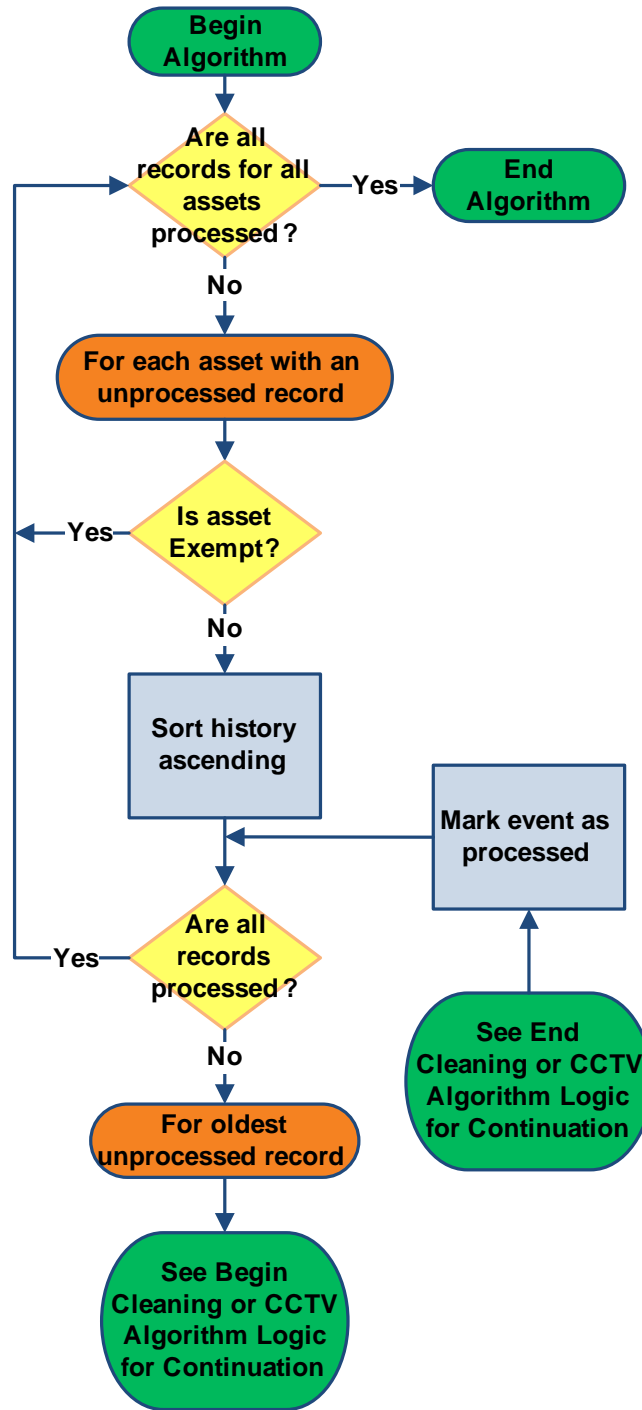 Begin
Algorithm
Are all
records for all
assets
processed ?
Yes
End
Algorithm
No
For each asset with an
unprocessed record
Is asset
Exempt?
Yes
No
Sort history
ascending
Mark event as
processed
Are all
records
processed ?
Yes
No
See End
Cleaning or CCTV
Algorithm Logic
for Continuation
For oldest
unprocessed record
See Begin
Cleaning or CCTV
Algorithm Logic
for Continuation